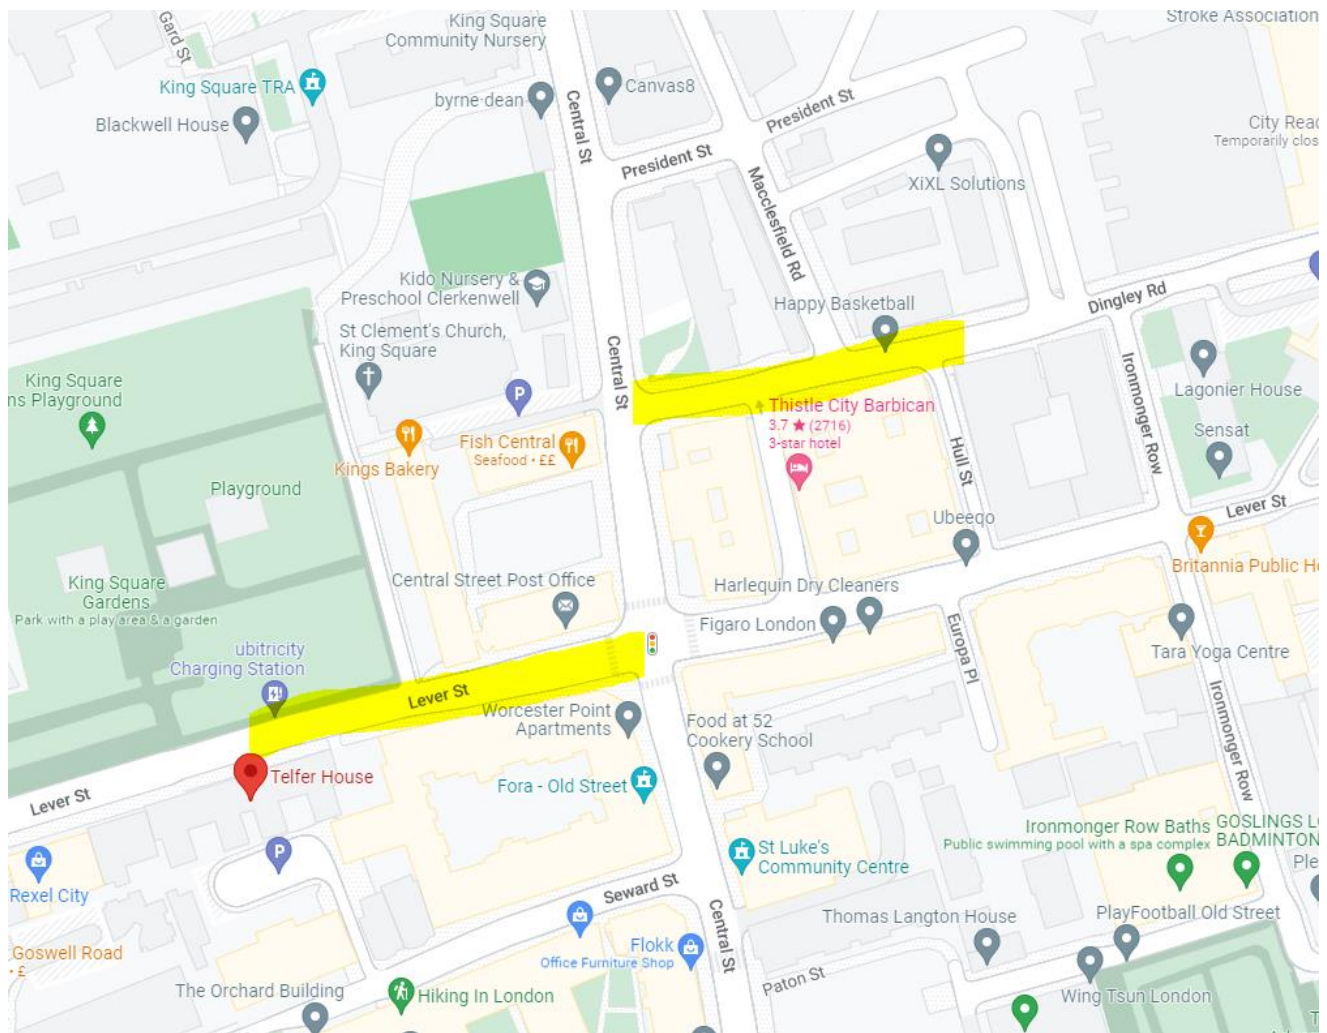 Gard St
King Square
Community Nursery
Stroke Association
King Square TRA
Canvas8
byrne·dean
Central St
President St
Blackwell House
City Read
Temporarily clos
President St
XiXL Solutions
Macclesfield Rd
Kido Nursery &
Preschool Clerkenwell
Happy Basketball
Dingley Rd
St Clement's Church,
King Square
Central St
Ironmonger Row
Lagonier House
King Square
ns Playground
P
Thistle City Barbican
3.7 ★ (2716)
3-star hotel
Fish Central
Seafood • ££
Kings Bakery
Hull St
Sensat
Playground
Lever St
Ubeeqo
Britannia Public Ho
King Square
Gardens
Park with a play area & a garden
Central Street Post Office
Harlequin Dry Cleaners
Figaro London
Europa Pl
Tara Yoga Centre
ubitricity
Charging Station
Lever St
Worcester Point
Apartments
Food at 52
Cookery School
Ironmonger Row
Telfer House
Fora - Old Street
Lever St
P
Ironmonger Row Baths
Public swimming pool with a spa complex
GOSLINGS LO
BADMINTON
St Luke's
Community Centre
Ple
Rexel City
Seward St
Central St
Thomas Langton House
PlayFootball Old Street
Goswell Road
· £
Flokk
Office Furniture Shop
Paton St
The Orchard Building
Hiking In London
Wing Tsun London